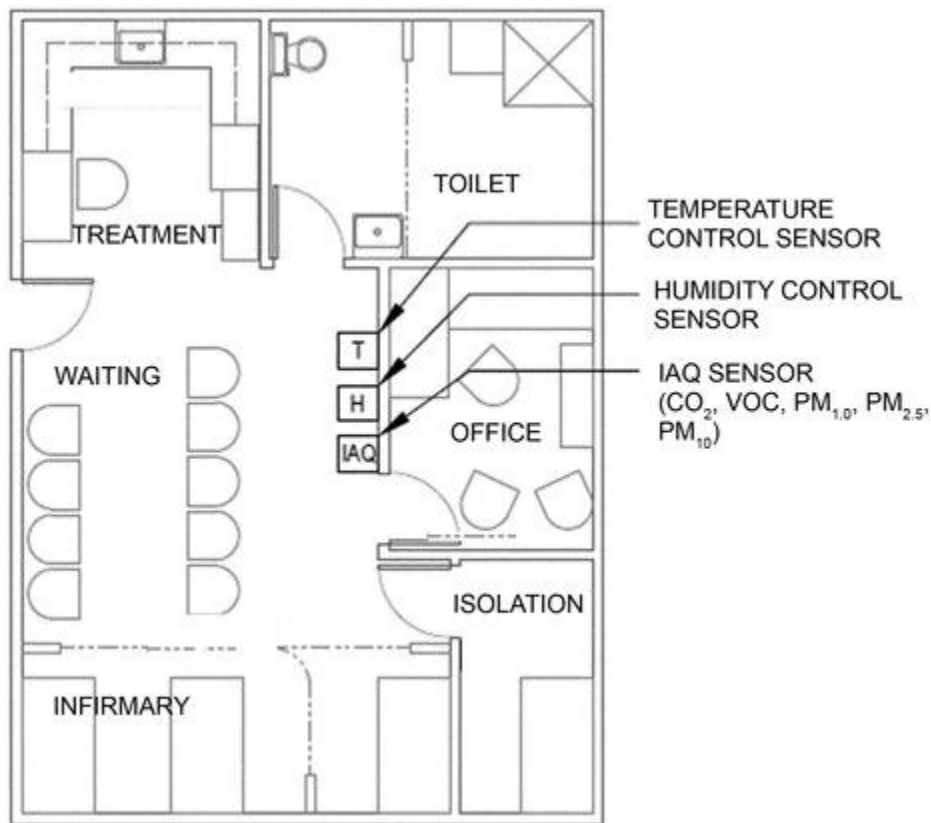 TOILET
TREATMENT
TEMPERATURE
CONTROL SENSOR
HUMIDITY CONTROL
SENSOR
T
WAITING
H
IAQ SENSOR
(CO₂, VOC, PM₁.₀, PM₂.₅,
PM₁₀)
OFFICE
IAQ
ISOLATION
INFIRMARY